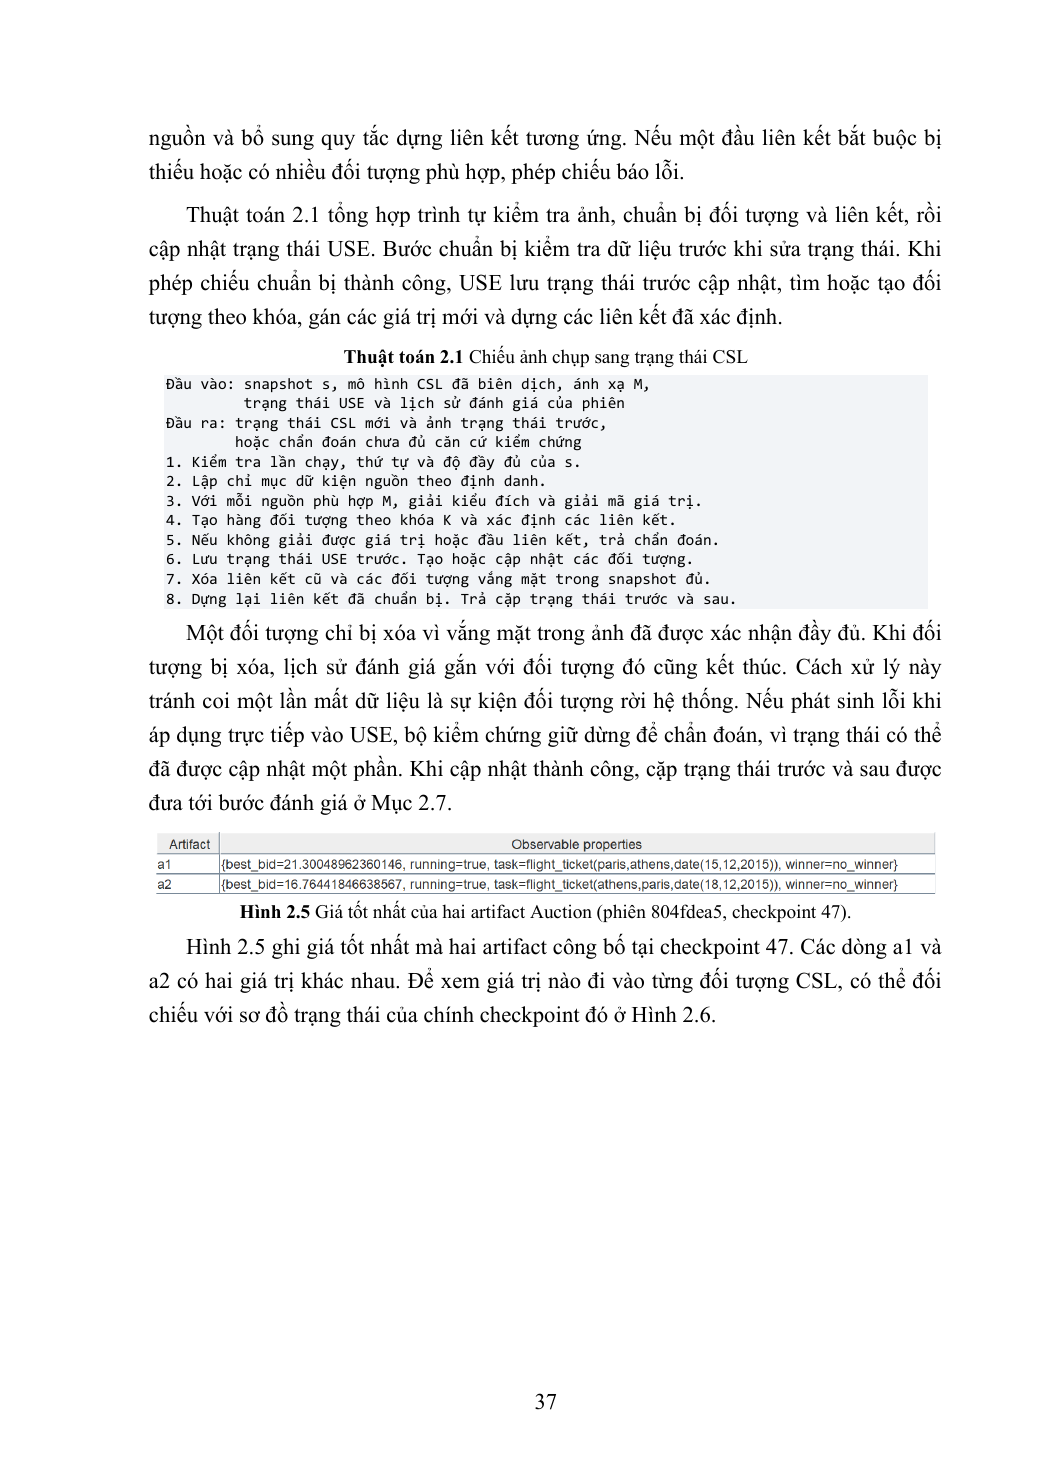 nguồn và bổ sung quy tắc dựng liên kết tương ứng. Nếu một đầu liên kết bắt buộc bị
thiếu hoặc có nhiều đối tượng phù hợp, phép chiếu báo lỗi.
Thuật toán 2.1 tổng hợp trình tự kiểm tra ảnh, chuẩn bị đối tượng và liên kết, rồi
cập nhật trạng thái USE. Bước chuẩn bị kiểm tra dữ liệu trước khi sửa trạng thái. Khi
phép chiếu chuẩn bị thành công, USE lưu trạng thái trước cập nhật, tìm hoặc tạo đối
tượng theo khóa, gán các giá trị mới và dựng các liên kết đã xác định.
Thuật toán 2.1 Chiếu ảnh chụp sang trạng thái CSL
Đầu vào: snapshot s, mô hình CSL đã biên dịch, ánh xạ M,
trạng thái USE và lịch sử đánh giá của phiên
Đầu ra: trạng thái CSL mới và ảnh trạng thái trước,
hoặc chẩn đoán chưa đủ căn cứ kiểm chứng
1. Kiểm tra lần chạy, thứ tự và độ đầy đủ của s.
2. Lập chỉ mục dữ kiện nguồn theo định danh.
3. Với mỗi nguồn phù hợp M, giải kiểu đích và giải mã giá trị.
4. Tạo hàng đối tượng theo khóa K và xác định các liên kết.
5. Nếu không giải được giá trị hoặc đầu liên kết, trả chẩn đoán.
6. Lưu trạng thái USE trước. Tạo hoặc cập nhật các đối tượng.
7. Xóa liên kết cũ và các đối tượng vắng mặt trong snapshot đủ.
8. Dựng lại liên kết đã chuẩn bị. Trả cặp trạng thái trước và sau.
Một đối tượng chỉ bị xóa vì vắng mặt trong ảnh đã được xác nhận đầy đủ. Khi đối
tượng bị xóa, lịch sử đánh giá gắn với đối tượng đó cũng kết thúc. Cách xử lý này
tránh coi một lần mất dữ liệu là sự kiện đối tượng rời hệ thống. Nếu phát sinh lỗi khi
áp dụng trực tiếp vào USE, bộ kiểm chứng giữ dừng để chẩn đoán, vì trạng thái có thể
đã được cập nhật một phần. Khi cập nhật thành công, cặp trạng thái trước và sau được
đưa tới bước đánh giá ở Mục 2.7.
Artifact Observable properties
a1 {best_bid=21.30048962360146, running=true, task=flight_ticket(paris,athens,date(15,12,2015)), winner=no_winner}
a2 {best_bid=16.76441846638567, running=true, task=flight_ticket(athens,paris,date(18,12,2015)), winner=no_winner}
Hình 2.5 Giá tốt nhất của hai artifact Auction (phiên 804fdea5, checkpoint 47).
Hình 2.5 ghi giá tốt nhất mà hai artifact công bố tại checkpoint 47. Các dòng a1 và
a2 có hai giá trị khác nhau. Để xem giá trị nào đi vào từng đối tượng CSL, có thể đối
chiếu với sơ đồ trạng thái của chính checkpoint đó ở Hình 2.6.
37